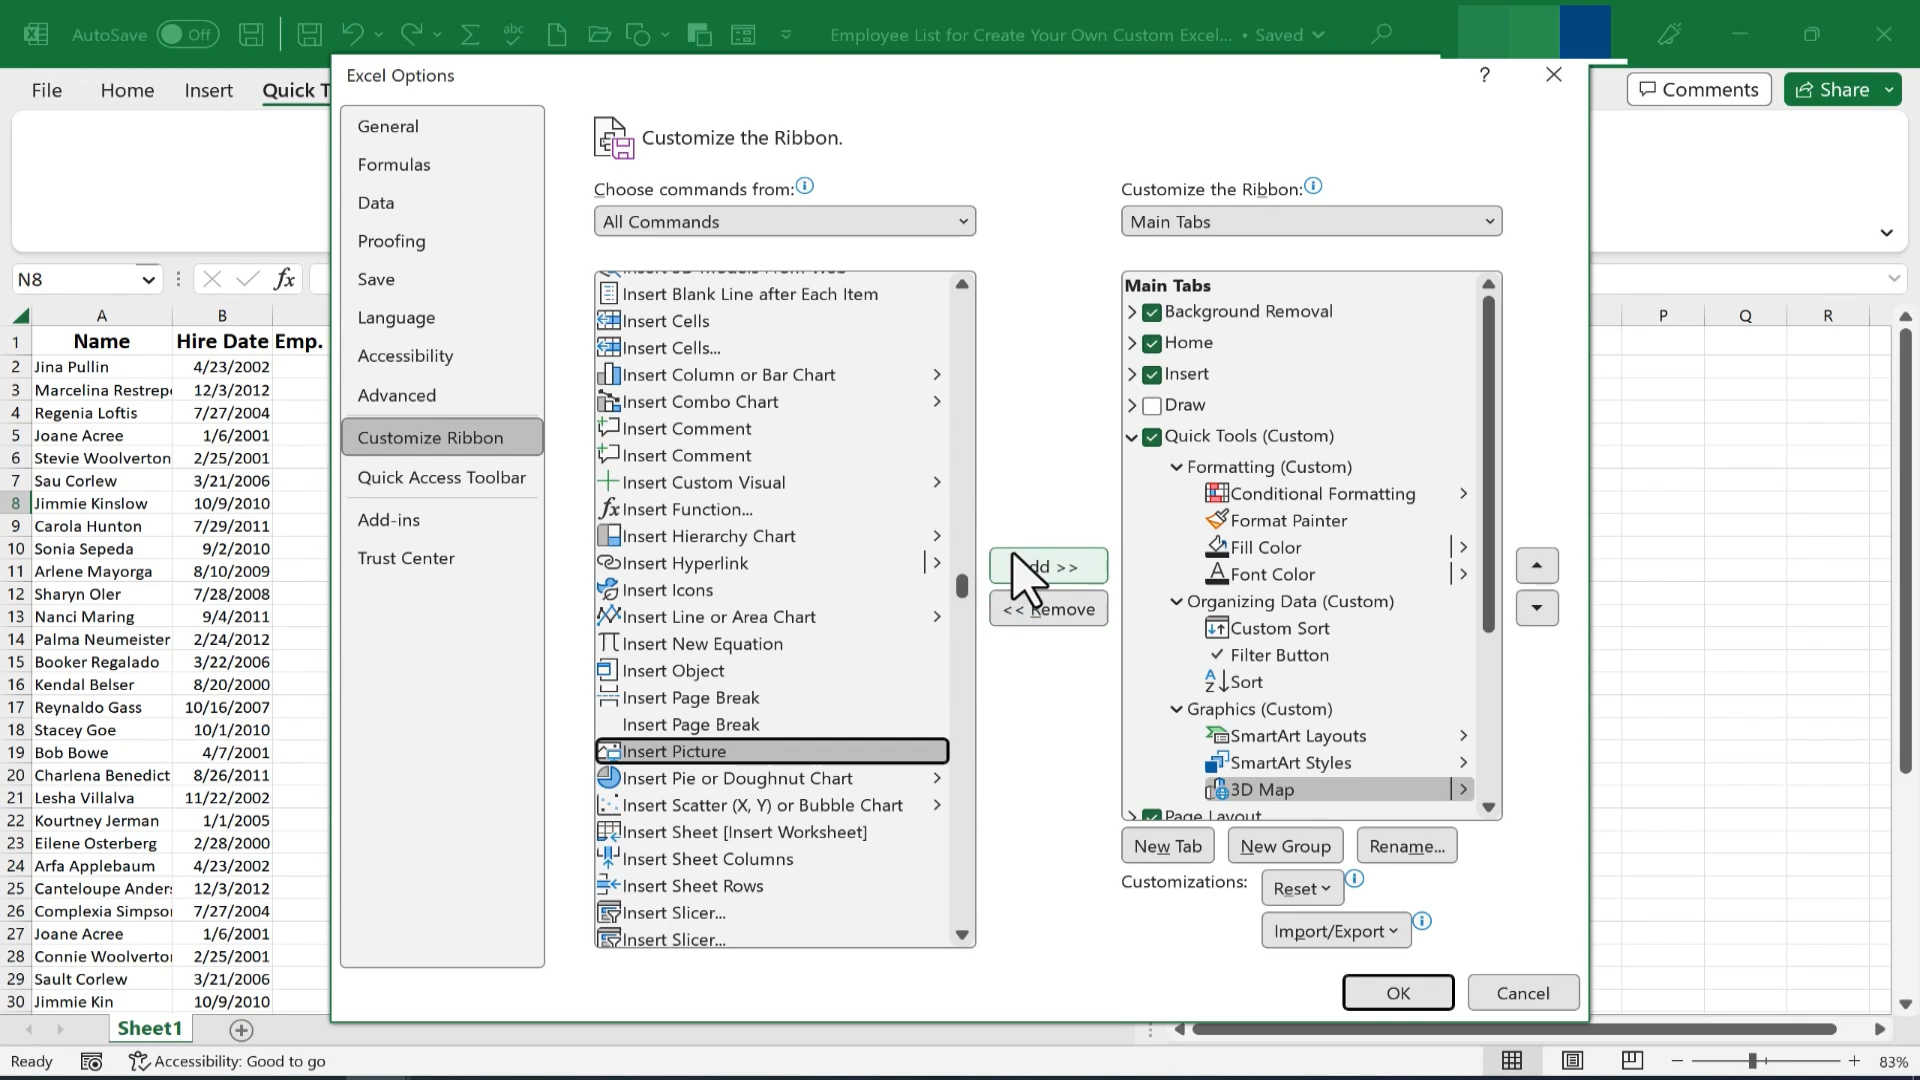 AutoSave Off
abc
Employee List for Create Your Own Custom Excel... • Saved
File Home Insert Quick T
Comments Share
N8
fx
A B P Q R
1 Name Hire Date Emp.
2 Jina Pullin 4/23/2002
3 Marcelina Restrep 12/3/2012
4 Regenia Loftis 7/27/2004
5 Joane Acree 1/6/2001
6 Stevie Woolverton 2/25/2001
7 Sau Corlew 3/21/2006
8 Jimmie Kinslow 10/9/2010
9 Carola Hunton 7/29/2011
10 Sonia Sepeda 9/2/2010
11 Arlene Mayorga 8/10/2009
12 Sharyn Oler 7/28/2008
13 Nanci Maring 9/4/2011
14 Palma Neumeister 2/24/2012
15 Booker Regalado 3/22/2006
16 Kendal Belser 8/20/2000
17 Reynaldo Gass 10/16/2007
18 Stacey Goe 10/1/2010
19 Bob Bowe 4/7/2001
20 Charlena Benedict 8/26/2011
21 Lesha Villalva 11/22/2002
22 Kourtney Jerman 1/1/2005
23 Eilene Osterberg 2/28/2000
24 Arfa Applebaum 4/23/2002
25 Canteloupe Ander 12/3/2012
26 Complexia Simpso 7/27/2004
27 Joane Acree 1/6/2001
28 Connie Woolverto 2/25/2001
29 Sault Corlew 3/21/2006
30 Jimmie Kin 10/9/2010
Sheet1
Ready
Accessibility: Good to go
83%
Excel Options
?
General
Formulas
Data
Proofing
Save
Language
Accessibility
Advanced
Customize Ribbon
Quick Access Toolbar
Add-ins
Trust Center
Customize the Ribbon.
Choose commands from:
All Commands
Insert Blank Line after Each Item
Insert Cells
Insert Cells...
Insert Column or Bar Chart
Insert Combo Chart
Insert Comment
Insert Comment
Insert Custom Visual
fx Insert Function...
Insert Hierarchy Chart
Insert Hyperlink
Insert Icons
Insert Line or Area Chart
Insert New Equation
Insert Object
Insert Page Break
Insert Page Break
Insert Picture
Insert Pie or Doughnut Chart
Insert Scatter (X, Y) or Bubble Chart
Insert Sheet [Insert Worksheet]
Insert Sheet Columns
Insert Sheet Rows
Insert Slicer...
Insert Slicer...
dd >>
<< Remove
Customize the Ribbon:
Main Tabs
Main Tabs
Background Removal
Home
Insert
Draw
Quick Tools (Custom)
Formatting (Custom)
Conditional Formatting
Format Painter
Fill Color
A Font Color
Organizing Data (Custom)
Custom Sort
Filter Button
AZ Sort
Graphics (Custom)
SmartArt Layouts
SmartArt Styles
3D Map
Page Layout
New Tab New Group Rename...
Customizations: Reset
Import/Export
OK Cancel